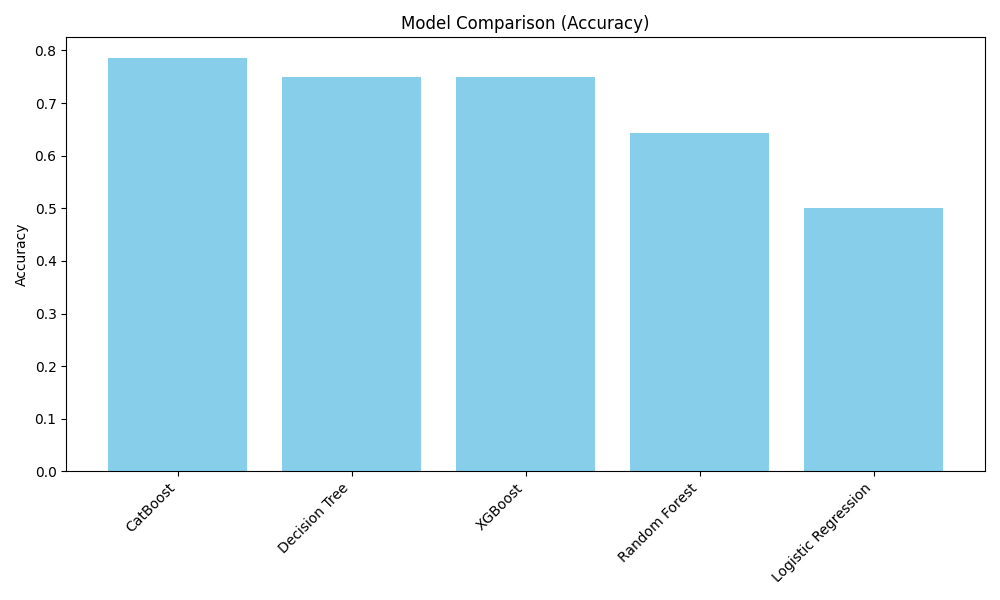 Model Comparison (Accuracy)
0.8
0.7
0.6
0.5
0.4
0.3
0.2
0.1
0.0
Accuracy
CatBoost
Decision Tree
XGBoost
Random Forest
Logistic Regression